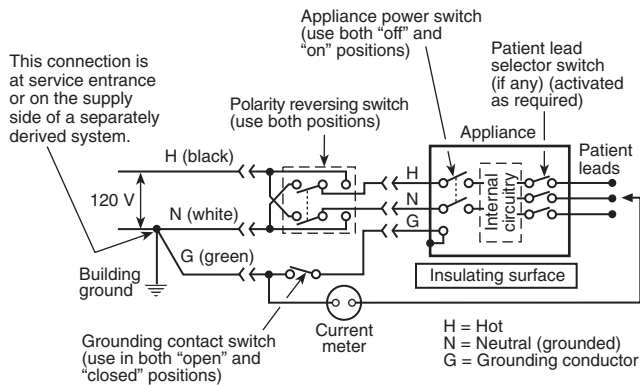 Appliance power switch
(use both “off” and
“on” positions)
Patient lead
selector switch
(if any) (activated
as required)
This connection is
at service entrance
or on the supply
side of a separately
derived system.
Polarity reversing switch
(use both positions)
Appliance
Patient
leads
H (black)
H
120 V
N (white)
N
Internal
circuitry
G
G (green)
Building
ground
Insulating surface
Grounding contact switch
(use in both “open” and
“closed” positions)
Current
meter
H = Hot
N = Neutral (grounded)
G = Grounding conductor